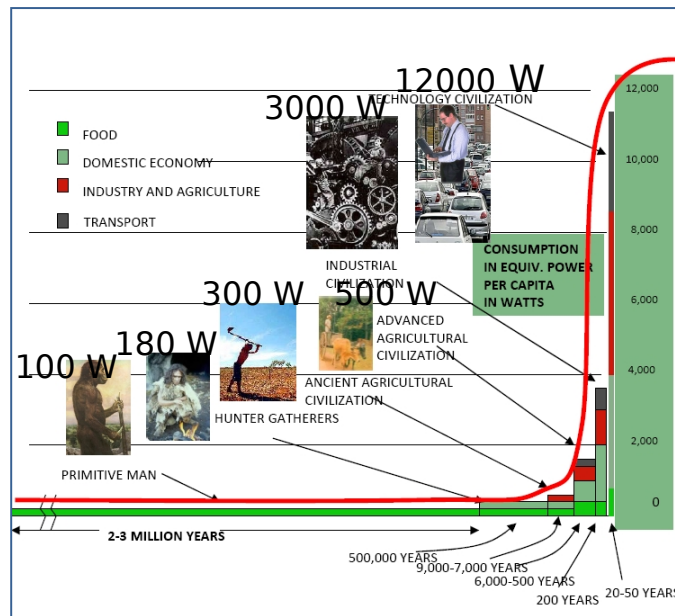 12000 W
TECHNOLOGY CIVILIZATION
3000 W
12,000
FOOD
DOMESTIC ECONOMY
INDUSTRY AND AGRICULTURE
TRANSPORT
10,000
8,000
CONSUMPTION
IN EQUIV. POWER
PER CAPITA
IN WATTS
INDUSTRIAL
CIVILIZATION
6,000
300 W
500 W
ADVANCED
AGRICULTURAL
CIVILIZATION
180 W
100 W
4,000
ANCIENT AGRICULTURAL
CIVILIZATION
HUNTER GATHERERS
2,000
PRIMITIVE MAN
0
2-3 MILLION YEARS
500,000 YEARS
9,000-7,000 YEARS
6,000-500 YEARS
200 YEARS
20-50 YEARS